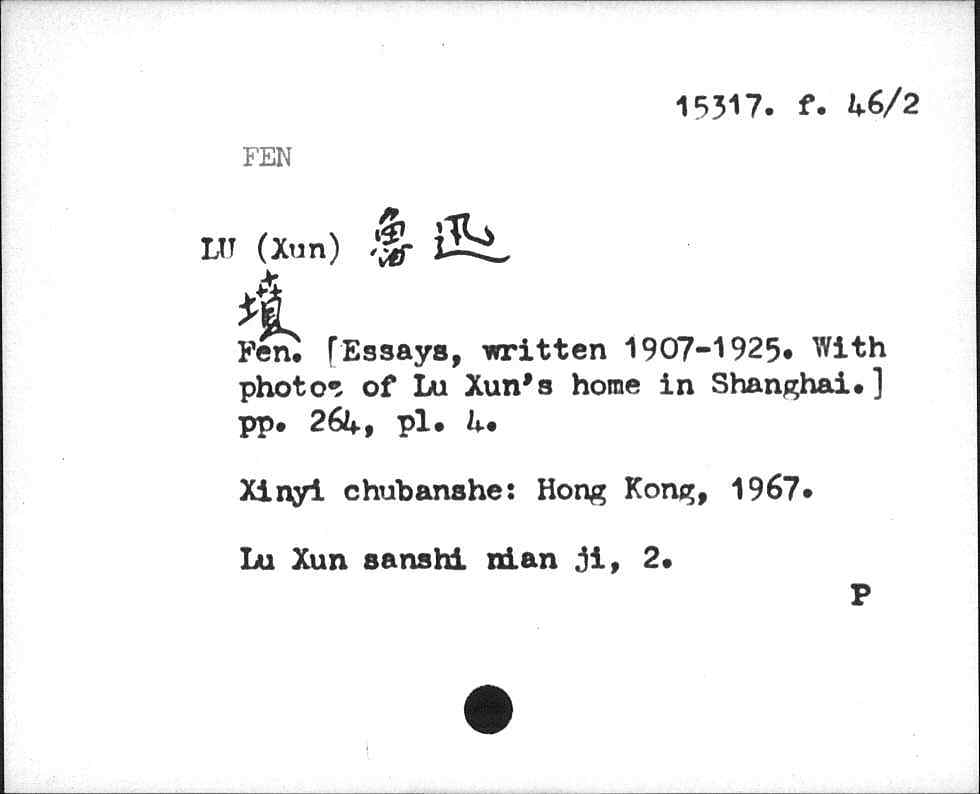 15317. f. 46/2
FEN
LU (Xun) 魯迅
墳
Fen. [Essays, written 1907-1925. With
photos of Lu Xun's home in Shanghai.]
pp. 264, pl. 4.
Xinyi chubanshe: Hong Kong, 1967.
Lu Xun sanshi nian ji, 2.
P